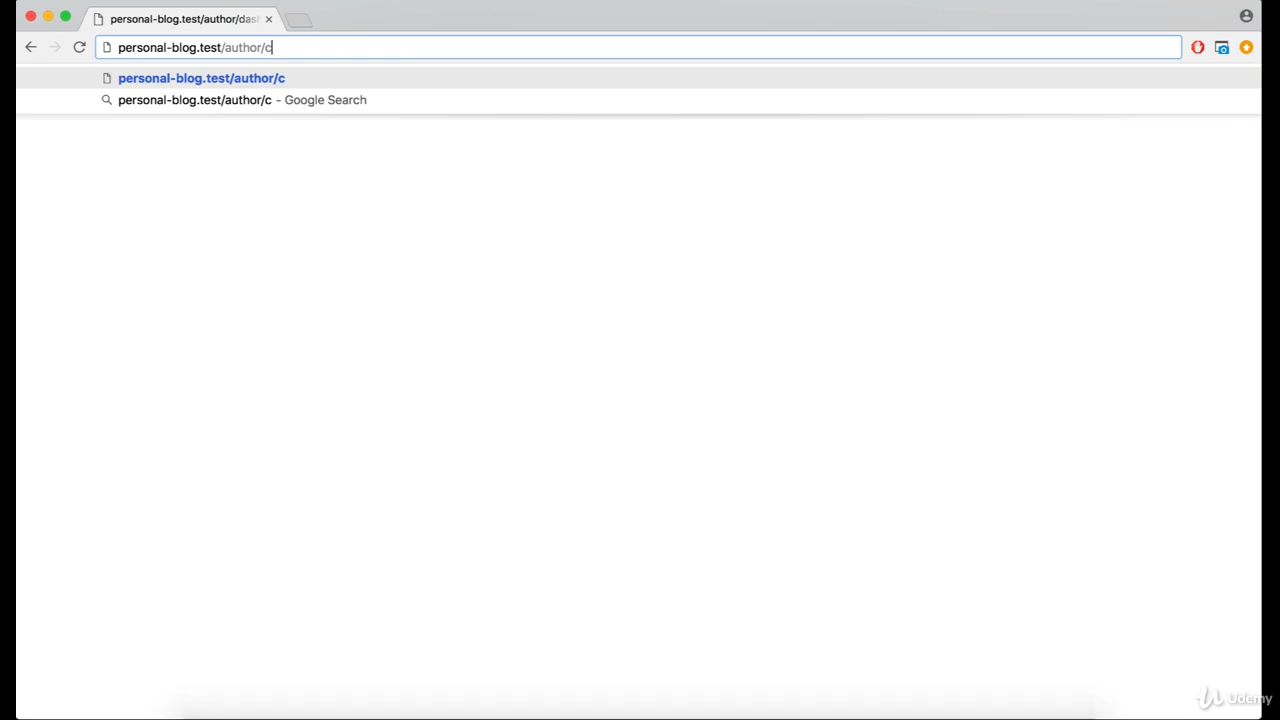 personal-blog.test/author/das
personal-blog.test/author/c
personal-blog.test/author/c
personal-blog.test/author/c - Google Search
Udemy